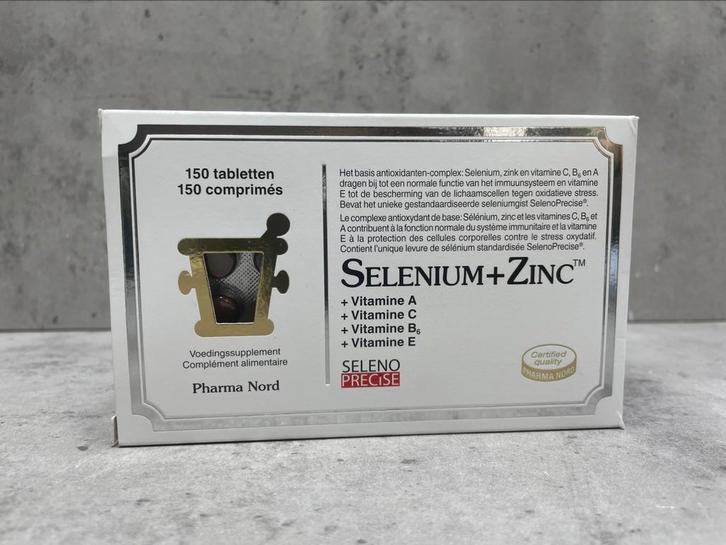 150 tabletten
150 comprimés
Voedingssupplement
Complément alimentaire
Pharma Nord
Het basis antioxidanten-complex: Selenium, zink en vitamine C, B₆ en A
dragen bij tot een normale functie van het immuunsysteem en vitamine
E tot de bescherming van de lichaamscellen tegen oxidatieve stress.
Bevat het unieke gestandaardiseerde seleniumgist SelenoPrecise®.
Le complexe antioxydant de base: Sélénium, zinc et les vitamines C, B₆ et
A contribuent à la fonction normale du système immunitaire et la vitamine
E à la protection des cellules corporelles contre le stress oxydatif.
Contient l'unique levure de sélénium standardisée SelenoPrecise®.
SELENIUM+ZINC™
+ Vitamine A
+ Vitamine C
+ Vitamine B₆
+ Vitamine E
SELENO
PRECISE
Certified
quality
PHARMA NORD